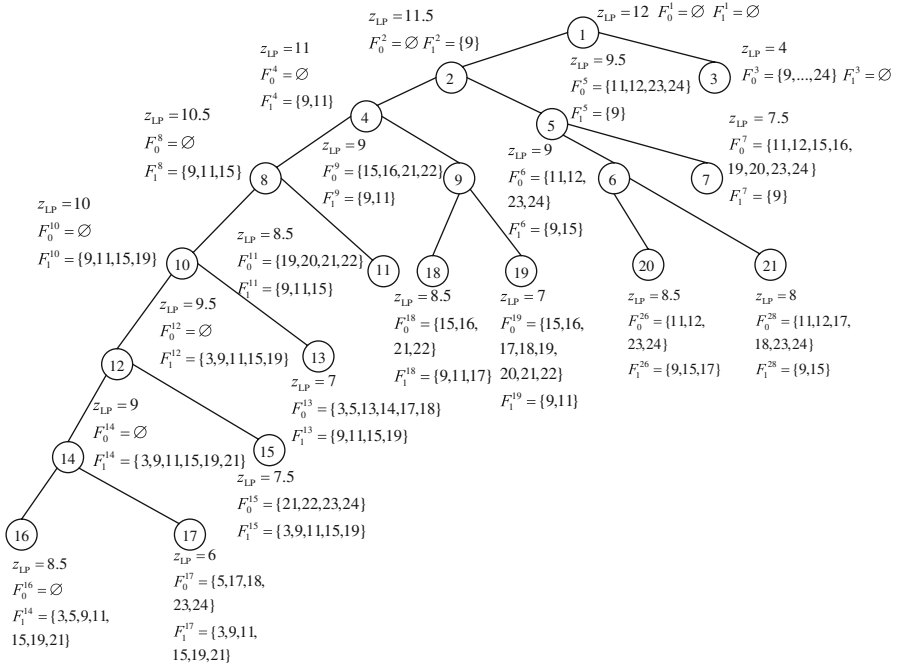 z_LP = 12 F_0^1 = ∅ F_1^1 = ∅
1
z_LP = 11.5
F_0^2 = ∅ F_1^2 = {9}
2
z_LP = 4
F_0^3 = {9,...,24} F_1^3 = ∅
3
z_LP = 11
F_0^4 = ∅
F_1^4 = {9,11}
4
z_LP = 9.5
F_0^5 = {11,12,23,24}
F_1^5 = {9}
5
z_LP = 10.5
F_0^8 = ∅
F_1^8 = {9,11,15}
8
z_LP = 9
F_0^9 = {15,16,21,22}
F_1^9 = {9,11}
9
z_LP = 9
F_0^6 = {11,12,
23,24}
F_1^6 = {9,15}
6
z_LP = 7.5
F_0^7 = {11,12,15,16,
19,20,23,24}
F_1^7 = {9}
7
z_LP = 10
F_0^10 = ∅
F_1^10 = {9,11,15,19}
10
z_LP = 8.5
F_0^11 = {19,20,21,22}
F_1^11 = {9,11,15}
11
18
z_LP = 8.5
F_0^18 = {15,16,
21,22}
F_1^18 = {9,11,17}
19
z_LP = 7
F_0^19 = {15,16,
17,18,19,
20,21,22}
F_1^19 = {9,11}
20
z_LP = 8.5
F_0^26 = {11,12,
23,24}
F_1^26 = {9,15,17}
21
z_LP = 8
F_0^28 = {11,12,17,
18,23,24}
F_1^28 = {9,15}
z_LP = 9.5
F_0^12 = ∅
F_1^12 = {3,9,11,15,19}
12
13
z_LP = 7
F_0^13 = {3,5,13,14,17,18}
F_1^13 = {9,11,15,19}
z_LP = 9
F_0^14 = ∅
F_1^14 = {3,9,11,15,19,21}
14
15
z_LP = 7.5
F_0^15 = {21,22,23,24}
F_1^15 = {3,9,11,15,19}
16
z_LP = 8.5
F_0^16 = ∅
F_1^14 = {3,5,9,11,
15,19,21}
17
z_LP = 6
F_0^17 = {5,17,18,
23,24}
F_1^17 = {3,9,11,
15,19,21}